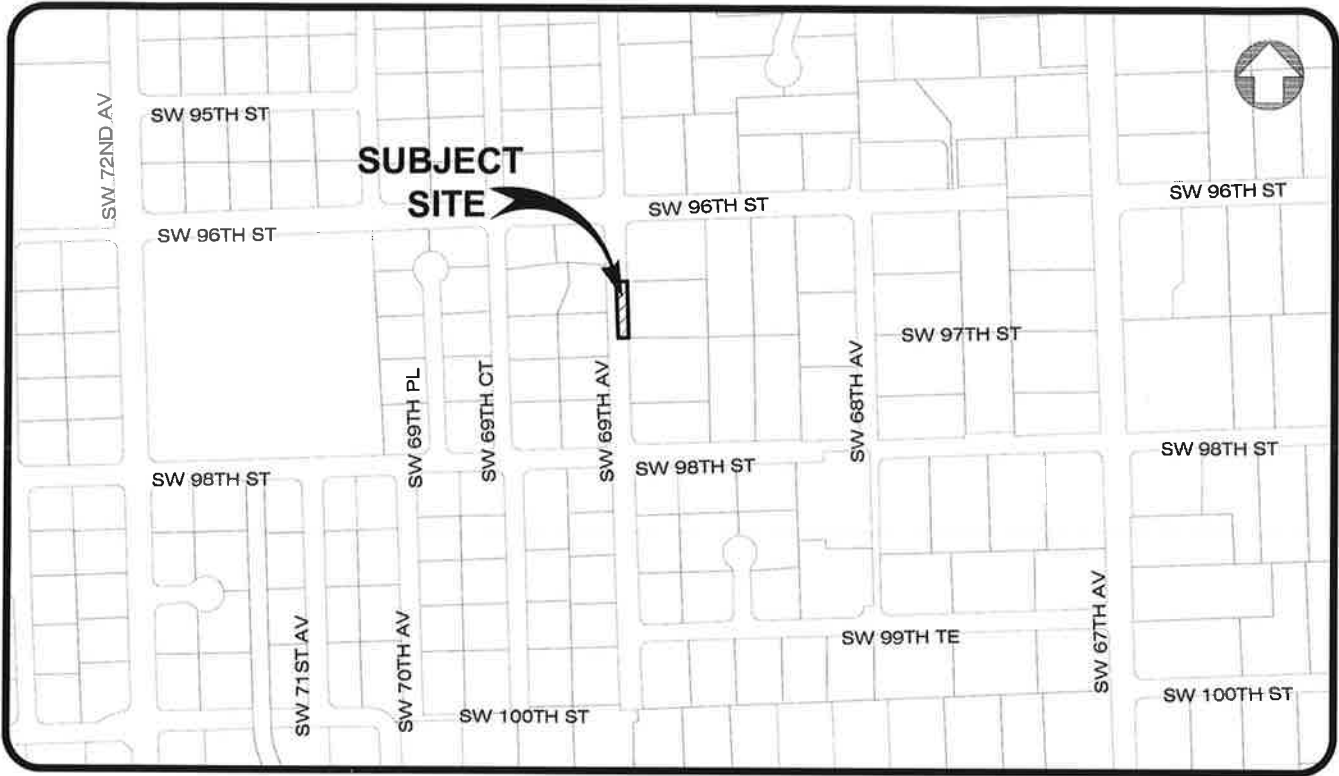 SW 95TH ST
SW 72ND AV
SUBJECT
SITE
SW 96TH ST
SW 96TH ST
SW 96TH ST
SW 97TH ST
SW 69TH PL
SW 69TH CT
SW 69TH AV
SW 68TH AV
SW 98TH ST
SW 98TH ST
SW 98TH ST
SW 71ST AV
SW 70TH AV
SW 99TH TE
SW 67TH AV
SW 100TH ST
SW 100TH ST